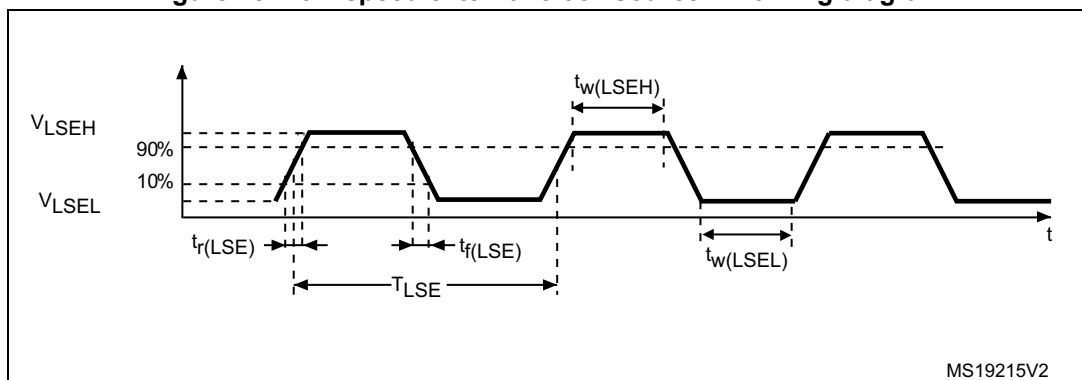 tw(LSEH)
VLSEH
90%
10%
VLSEL
tr(LSE)
tf(LSE)
tw(LSEL)
t
TLSE
MS19215V2